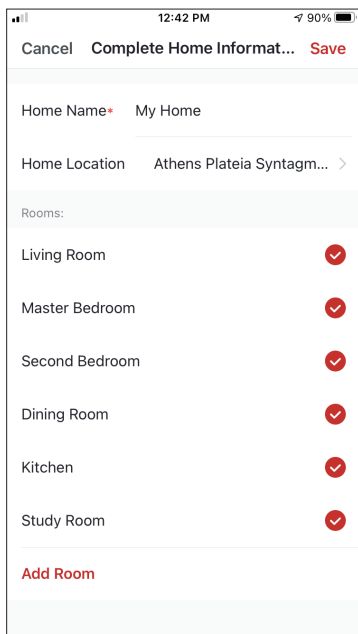 12:42 PM 90%
Cancel Complete Home Informat... Save
Home Name* My Home
Home Location Athens Plateia Syntagm...
Rooms:
Living Room
Master Bedroom
Second Bedroom
Dining Room
Kitchen
Study Room
Add Room